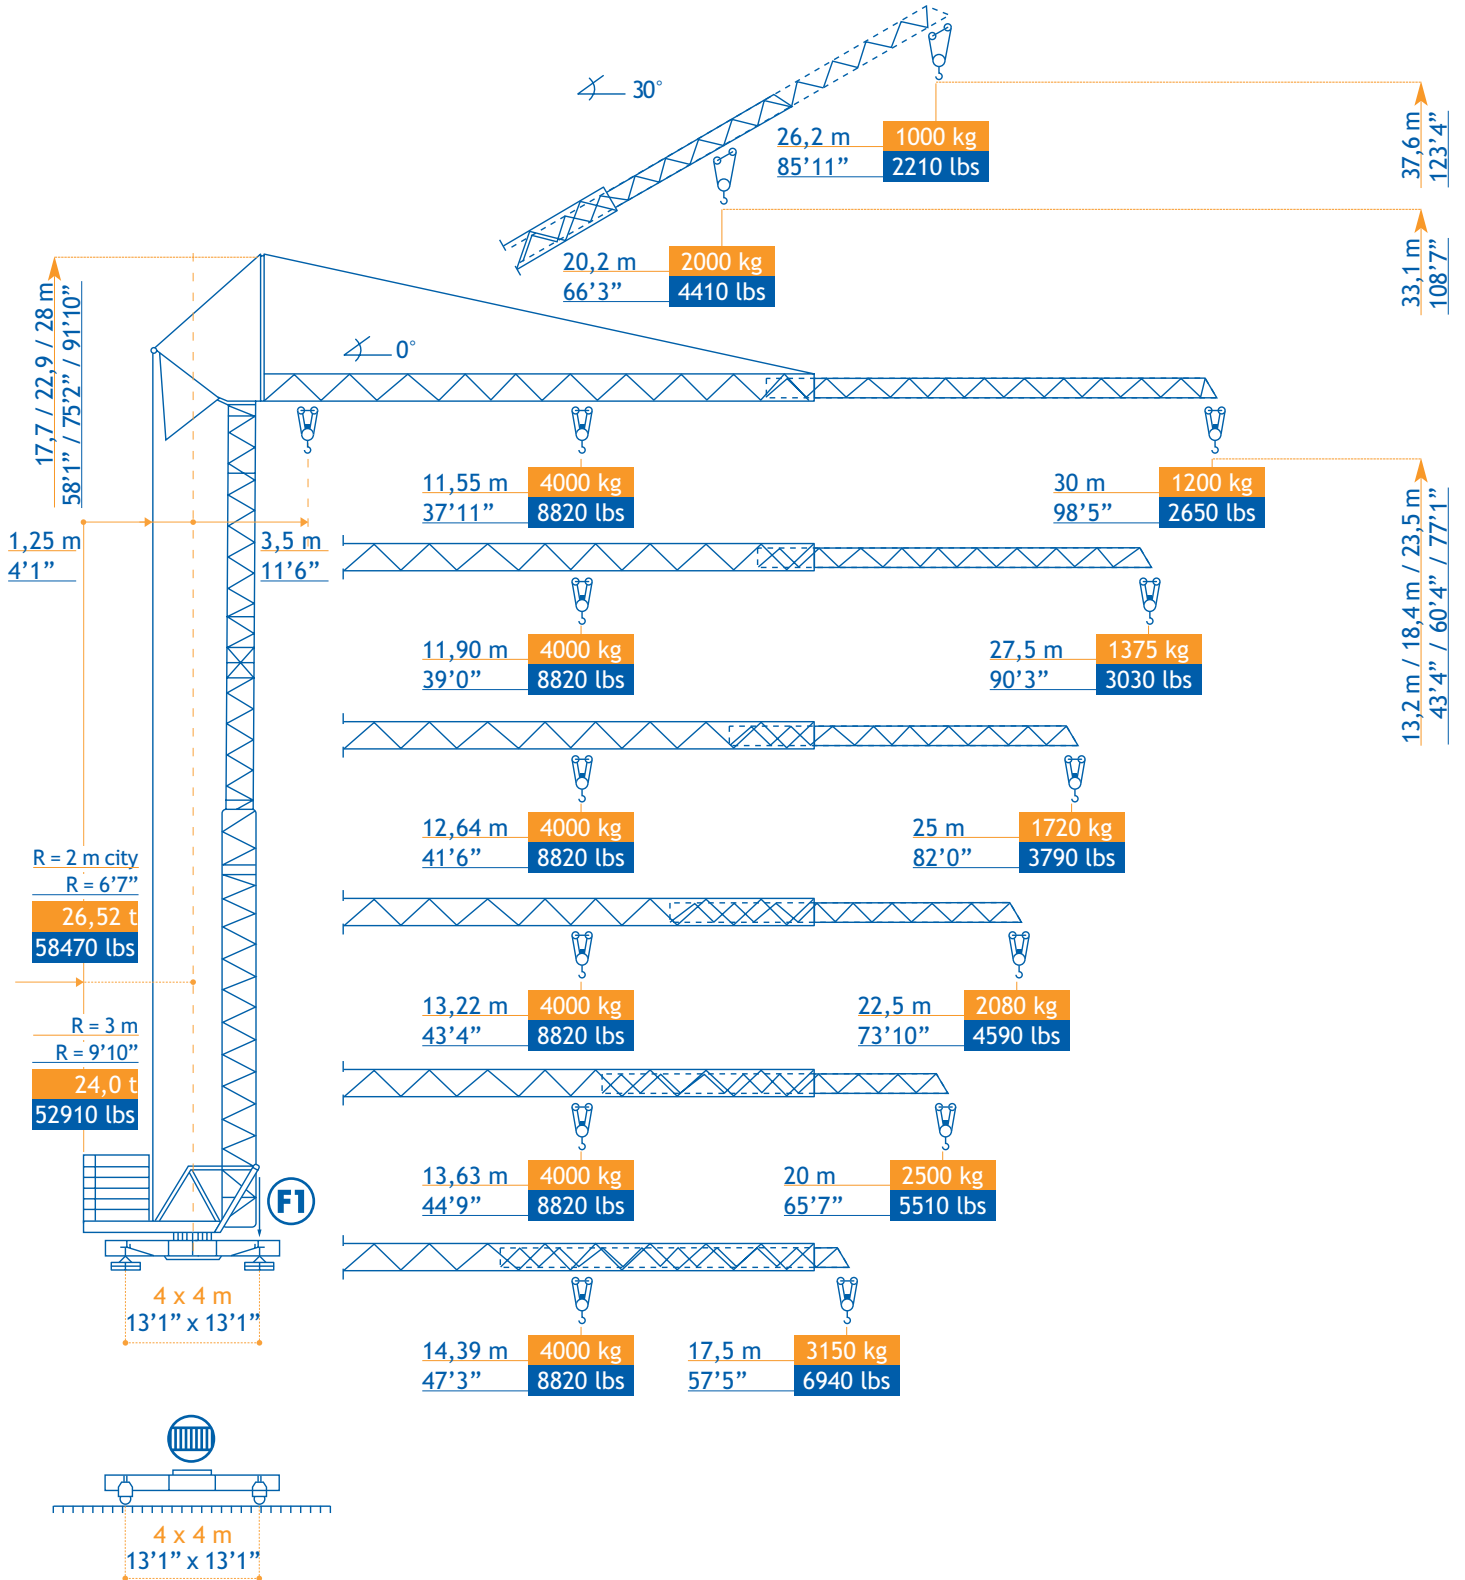 30°
26,2 m 1000 kg
85’11” 2210 lbs
37,6 m
123’4”
20,2 m 2000 kg
66’3” 4410 lbs
33,1 m
108’7”
17,7 / 22,9 / 28 m
58’1” / 75’2” / 91’10”
0°
11,55 m 4000 kg
37’11” 8820 lbs
30 m 1200 kg
98’5” 2650 lbs
13,2 m / 18,4 m / 23,5 m
43’4” / 60’4” / 77’1”
1,25 m
4’1”
3,5 m
11’6”
11,90 m 4000 kg
39’0” 8820 lbs
27,5 m 1375 kg
90’3” 3030 lbs
12,64 m 4000 kg
41’6” 8820 lbs
25 m 1720 kg
82’0” 3790 lbs
R = 2 m city
R = 6’7”
26,52 t
58470 lbs
13,22 m 4000 kg
43’4” 8820 lbs
22,5 m 2080 kg
73’10” 4590 lbs
R = 3 m
R = 9’10”
24,0 t
52910 lbs
13,63 m 4000 kg
44’9” 8820 lbs
20 m 2500 kg
65’7” 5510 lbs
F1
4 x 4 m
13’1” x 13’1”
14,39 m 4000 kg
47’3” 8820 lbs
17,5 m 3150 kg
57’5” 6940 lbs
4 x 4 m
13’1” x 13’1”